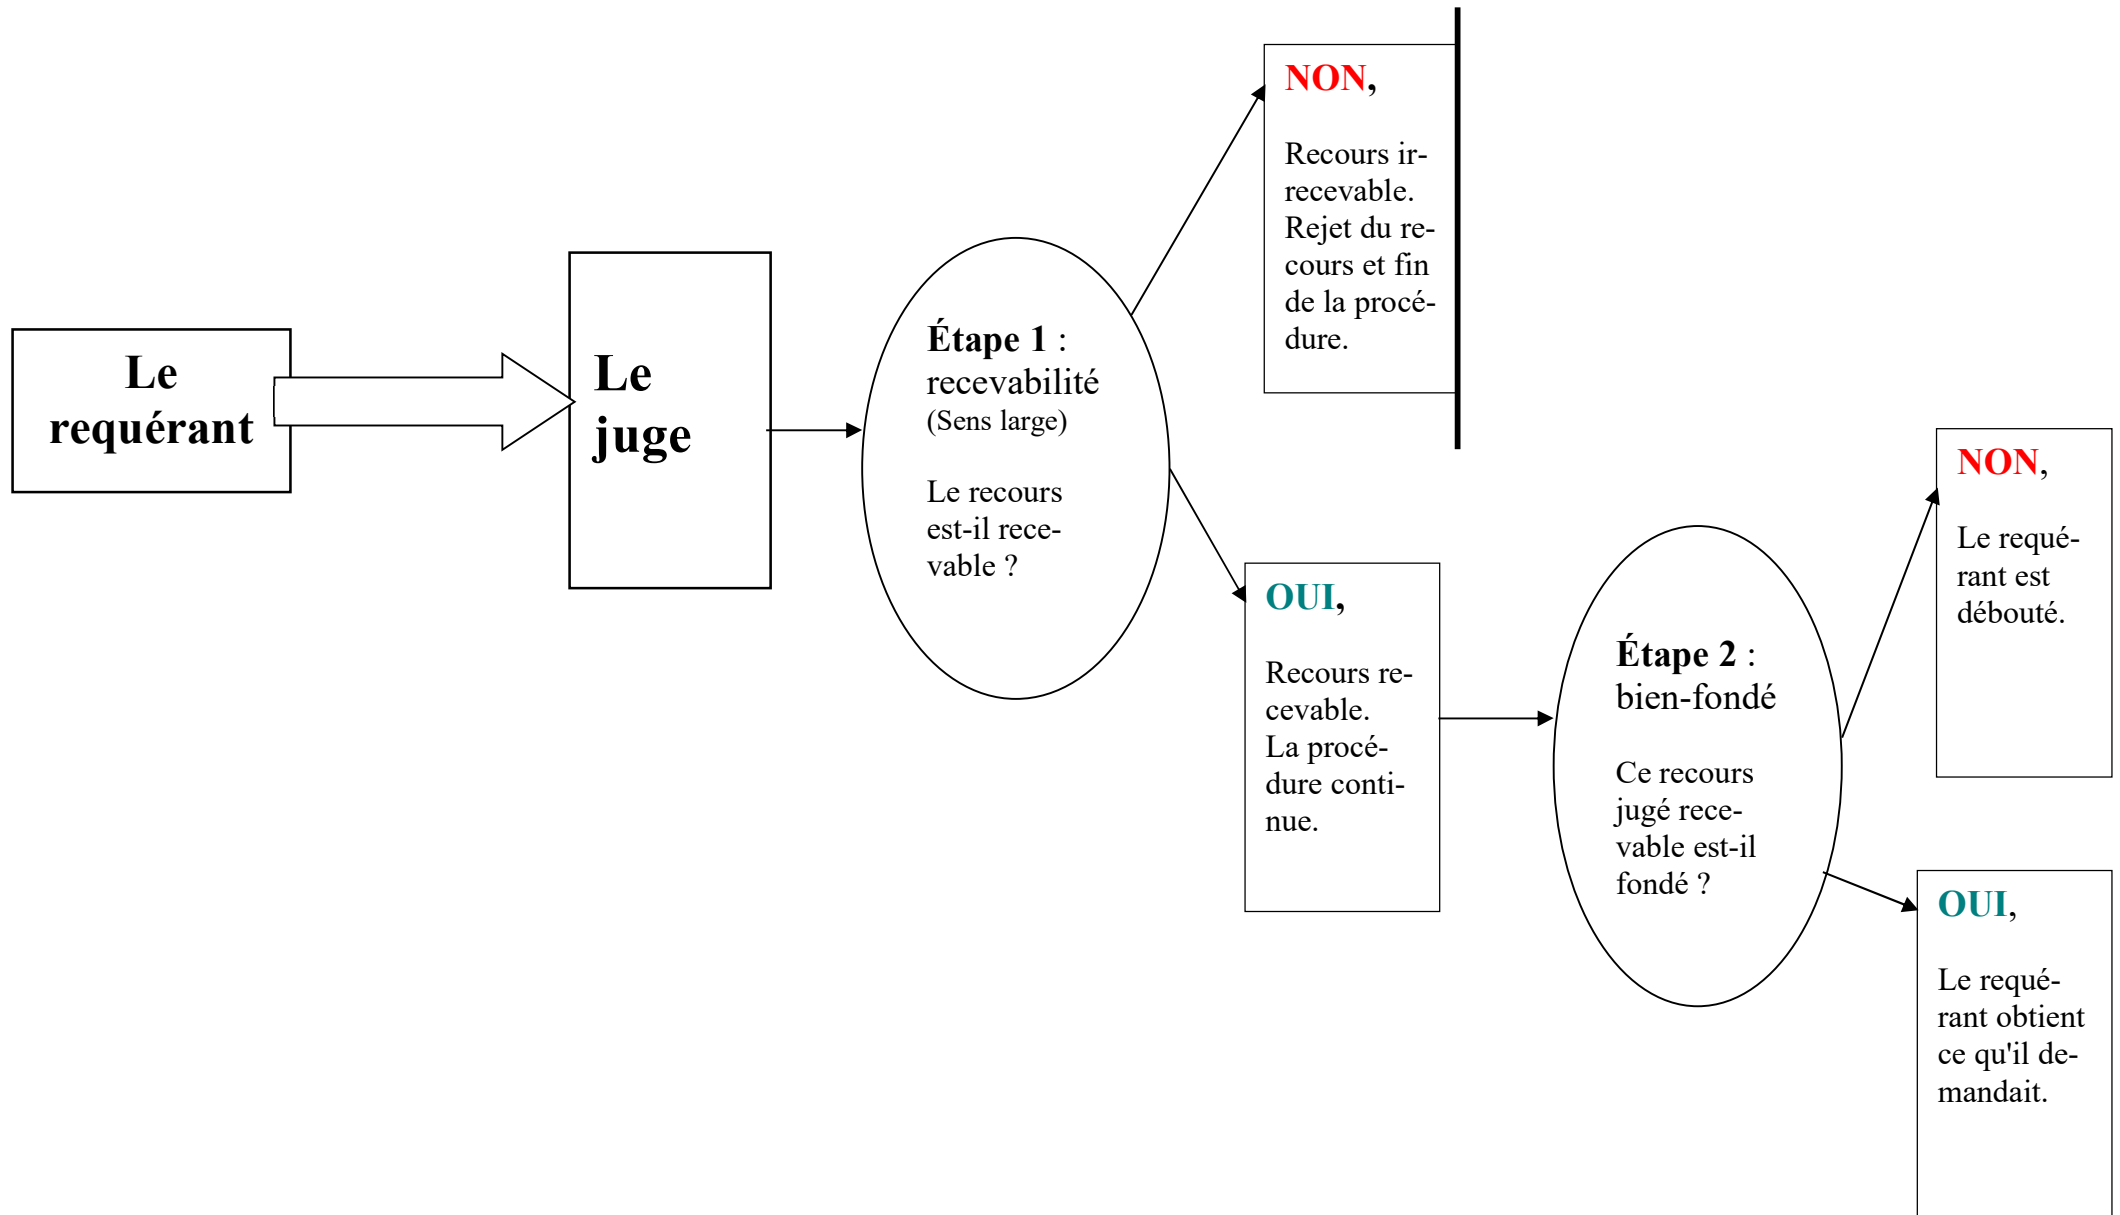 Le
requérant
Le
juge
Étape 1 :
recevabilité
(Sens large)
Le recours
est-il rece-
vable ?
NON,
Recours ir-
recevable.
Rejet du re-
cours et fin
de la procé-
dure.
OUI,
Recours re-
cevable.
La procé-
dure conti-
nue.
Étape 2 :
bien-fondé
Ce recours
jugé rece-
vable est-il
fondé ?
NON,
Le requé-
rant est
débouté.
OUI,
Le requé-
rant obtient
ce qu'il de-
mandait.